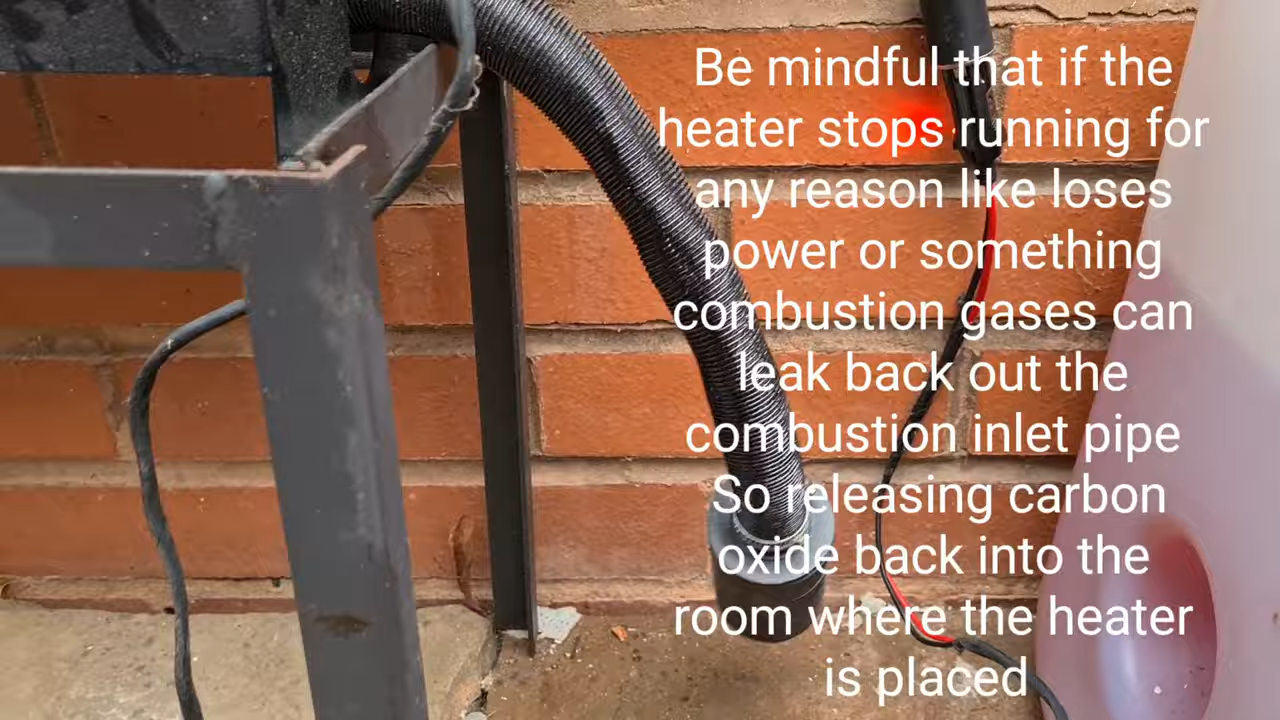 Be mindful that if the
heater stops running for
any reason like loses
power or something
combustion gases can
leak back out the
combustion inlet pipe
So releasing carbon
oxide back into the
room where the heater
is placed